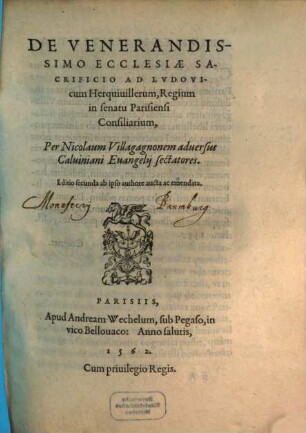 DE VENERANDIS-
SIMO ECCLESIÆ SA-
CRIFICIO AD LVDOVI-
cum Herquiuillerum, Regium
in senatu Parisiensi
Consiliarium,
Per Nicolaum Villagagnonem aduersus
Caluiniani Euangelij sectatores.
Editio secunda ab ipso authore aucta ac emendata.
PARISIIS,
Apud Andream Wechelum, sub Pegaso, in
vico Bellouaco: Anno salutis,
1562.
Cum priuilegio Regis.